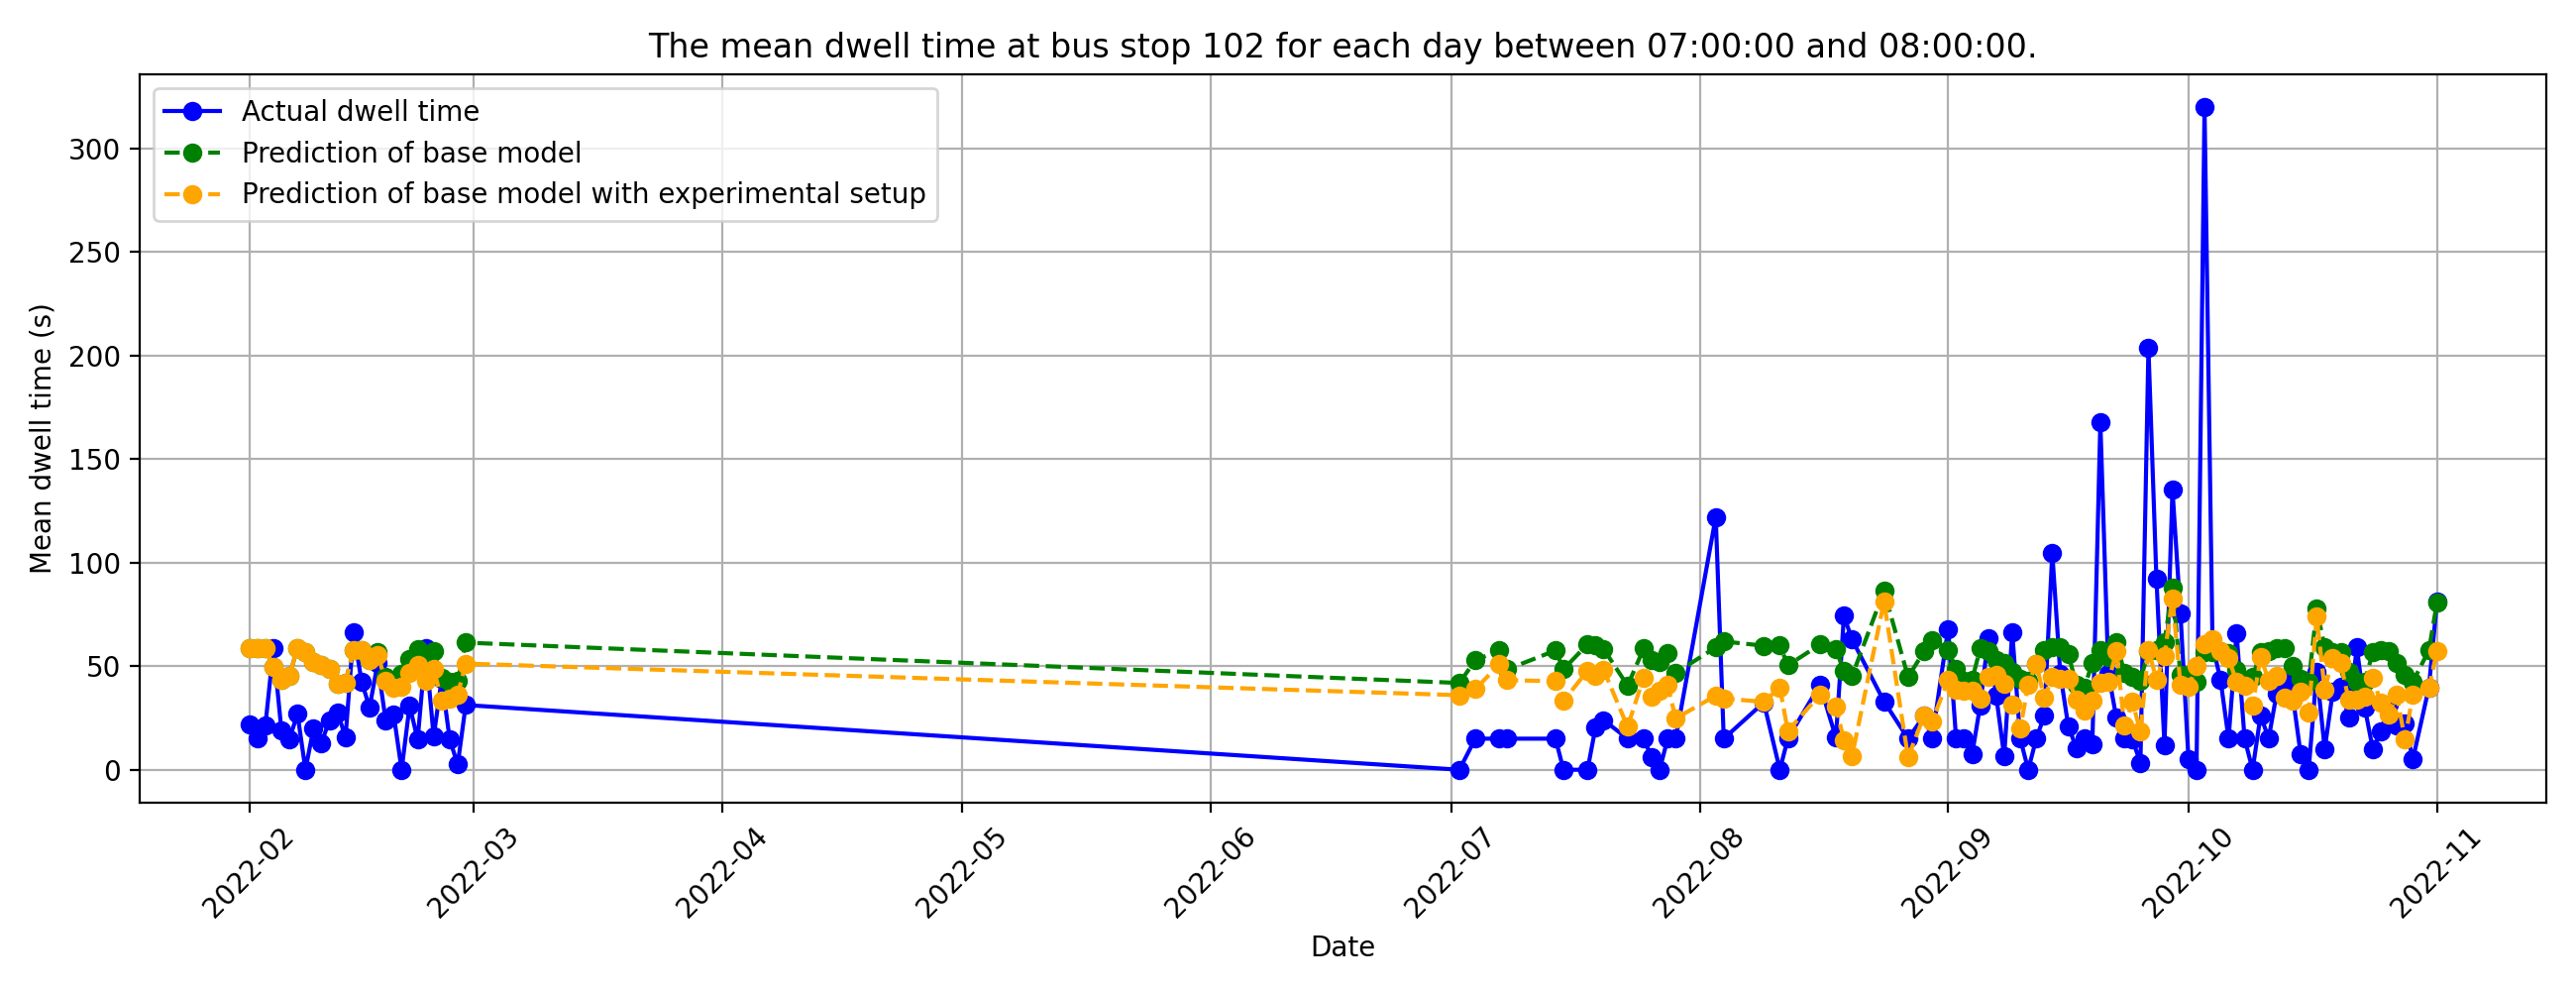 The mean dwell time at bus stop 102 for each day between 07:00:00 and 08:00:00.
Actual dwell time
Prediction of base model
Prediction of base model with experimental setup
Mean dwell time (s)
300
250
200
150
100
50
0
2022-02
2022-03
2022-04
2022-05
2022-06
2022-07
2022-08
2022-09
2022-10
2022-11
Date